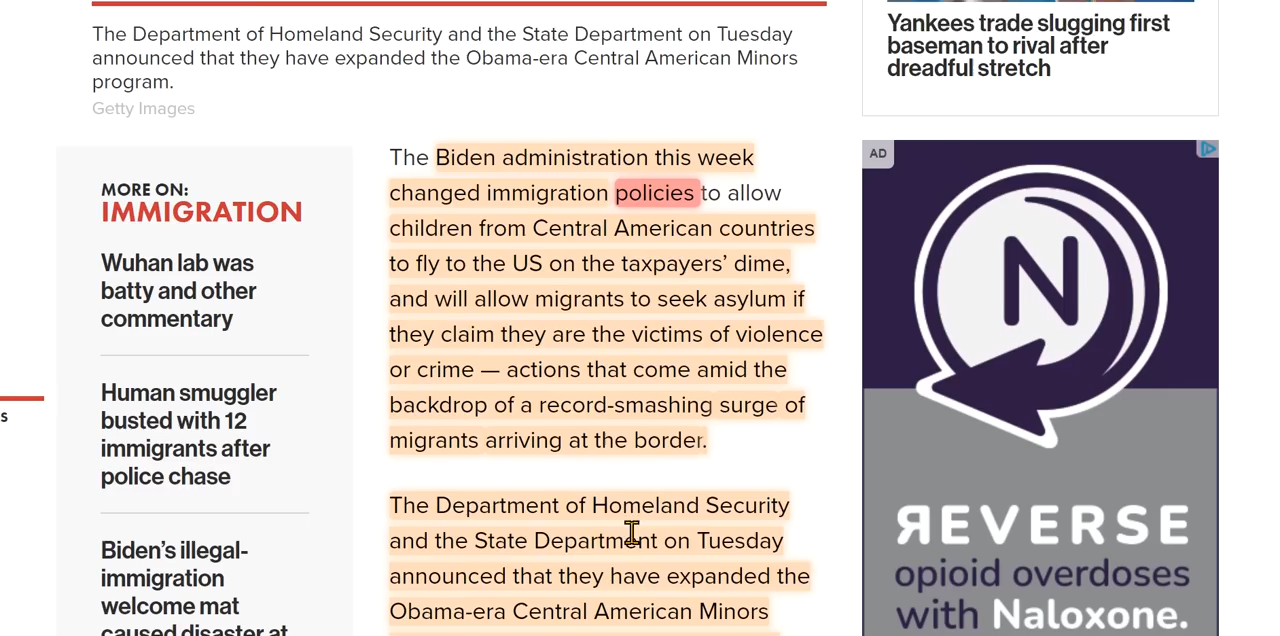 The Department of Homeland Security and the State Department on Tuesday
announced that they have expanded the Obama-era Central American Minors
program.
Getty Images
MORE ON:
IMMIGRATION
Wuhan lab was
batty and other
commentary
Human smuggler
busted with 12
immigrants after
police chase
Biden’s illegal-
immigration
welcome mat
caused disaster at
s
The Biden administration this week
changed immigration policies to allow
children from Central American countries
to fly to the US on the taxpayers’ dime,
and will allow migrants to seek asylum if
they claim they are the victims of violence
or crime — actions that come amid the
backdrop of a record-smashing surge of
migrants arriving at the border.
The Department of Homeland Security
and the State Department on Tuesday
announced that they have expanded the
Obama-era Central American Minors
Yankees trade slugging first
baseman to rival after
dreadful stretch
AD
N
REVERSE
opioid overdoses
with Naloxone.